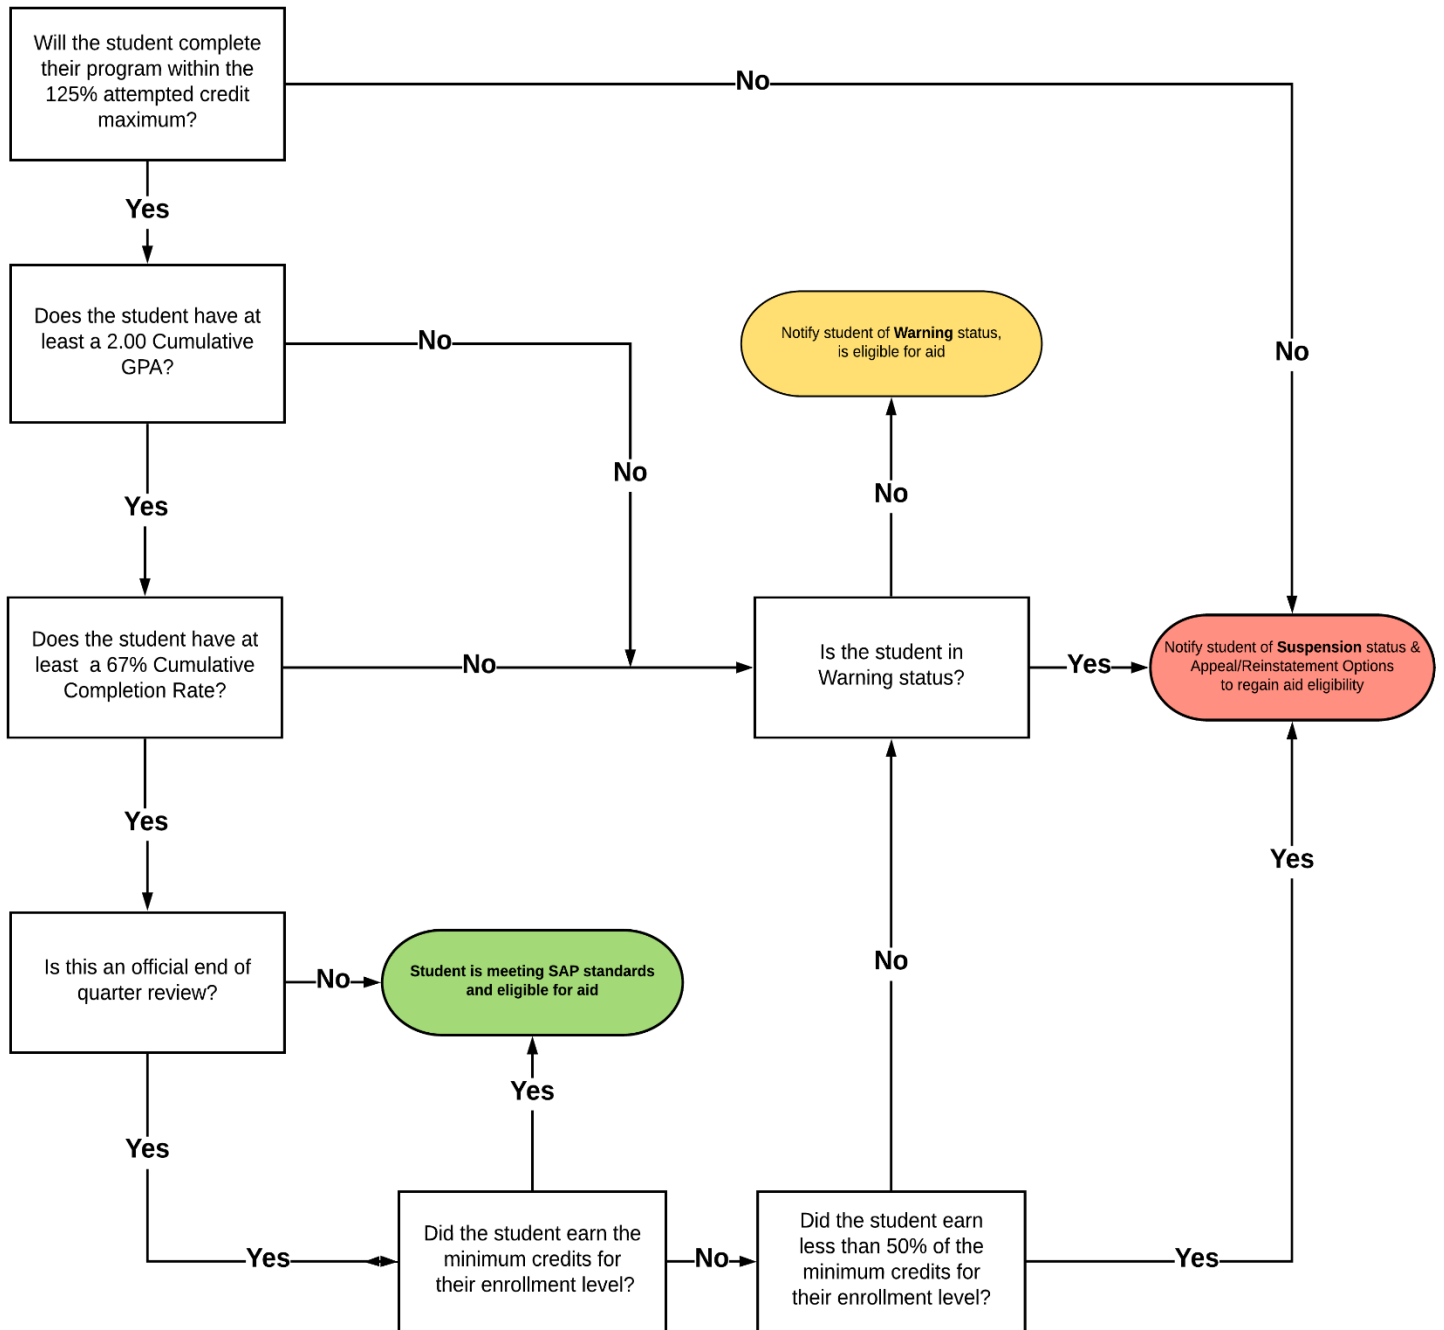 Will the student complete
their program within the
125% attempted credit
maximum?
No
No
Yes
Does the student have at
least a 2.00 Cumulative
GPA?
No
No
Notify student of Warning status,
is eligible for aid
No
Yes
Does the student have at
least a 67% Cumulative
Completion Rate?
No
Is the student in
Warning status?
Yes
Notify student of Suspension status &
Appeal/Reinstatement Options
to regain aid eligibility
Yes
Yes
Is this an official end of
quarter review?
No
Student is meeting SAP standards
and eligible for aid
No
Yes
Yes
Yes
Did the student earn the
minimum credits for
their enrollment level?
No
Did the student earn
less than 50% of the
minimum credits for
their enrollment level?
Yes